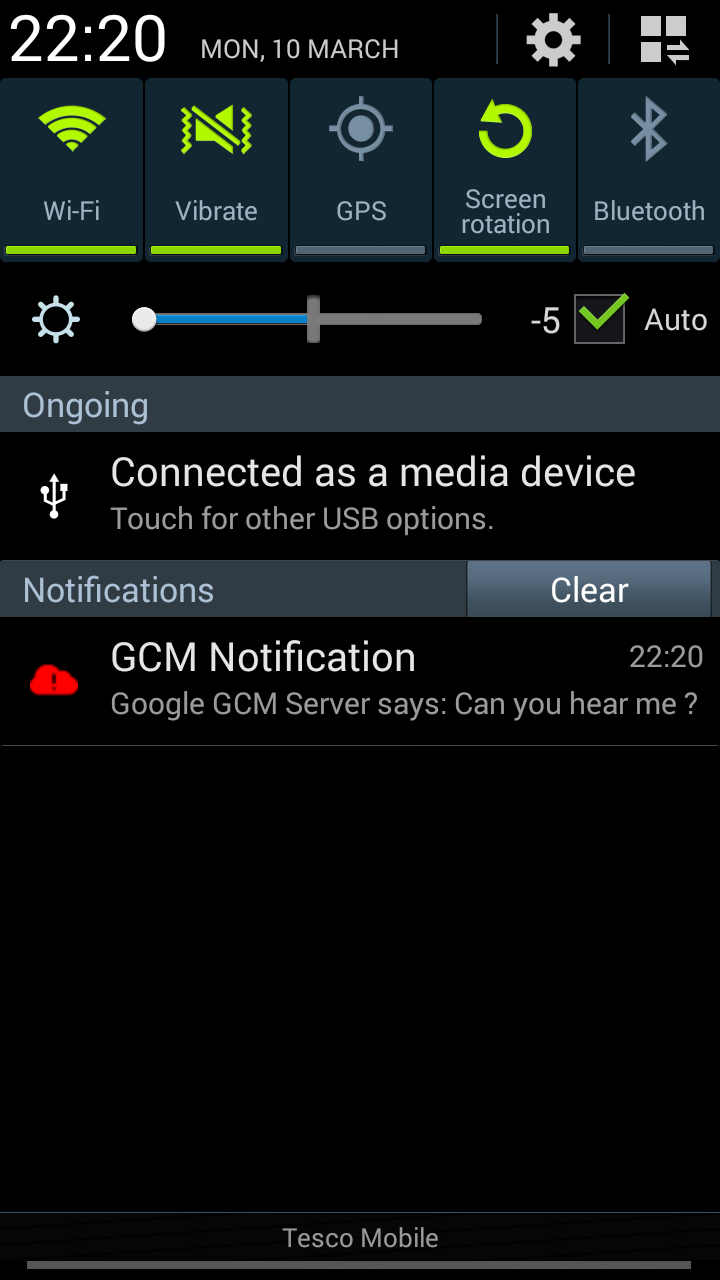 22:20 MON, 10 MARCH
Wi-Fi Vibrate GPS Screen rotation Bluetooth
-5 Auto
Ongoing
Connected as a media device
Touch for other USB options.
Notifications Clear
GCM Notification 22:20
Google GCM Server says: Can you hear me ?
Tesco Mobile